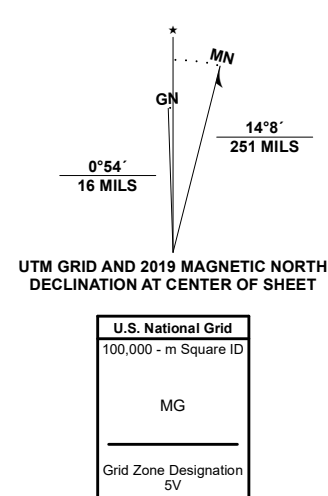 MN
GN
14°8´
251 MILS
0°54´
16 MILS
UTM GRID AND 2019 MAGNETIC NORTH
DECLINATION AT CENTER OF SHEET
U.S. National Grid
100,000 - m Square ID
MG
Grid Zone Designation
5V